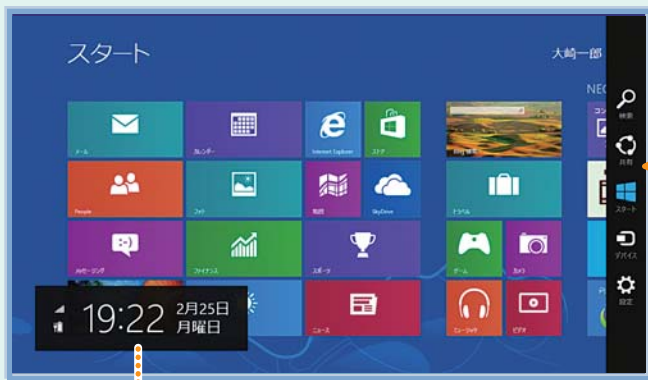 スタート
大崎一郎
NEC
検索
共有
スタート
デバイス
設定
メール
カレンダー
Internet Explorer
ストア
People
フォト
地図
SkyDrive
トラベル
メッセージング
ファイナンス
スポーツ
ゲーム
カメラ
ニュース
ミュージック
ビデオ
19:22
2月25日
月曜日